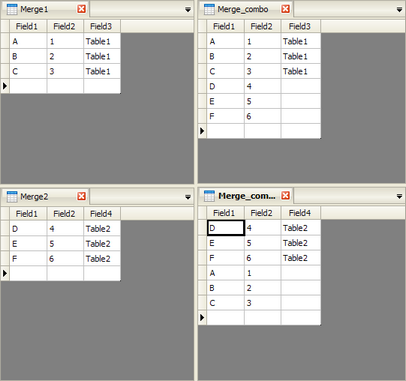 Merge1
Field1 Field2 Field3
A 1 Table1
B 2 Table1
C 3 Table1
Merge_combo
Field1 Field2 Field3
A 1 Table1
B 2 Table1
C 3 Table1
D 4
E 5
F 6
Merge2
Field1 Field2 Field4
D 4 Table2
E 5 Table2
F 6 Table2
Merge_com...
Field1 Field2 Field4
D 4 Table2
E 5 Table2
F 6 Table2
A 1
B 2
C 3